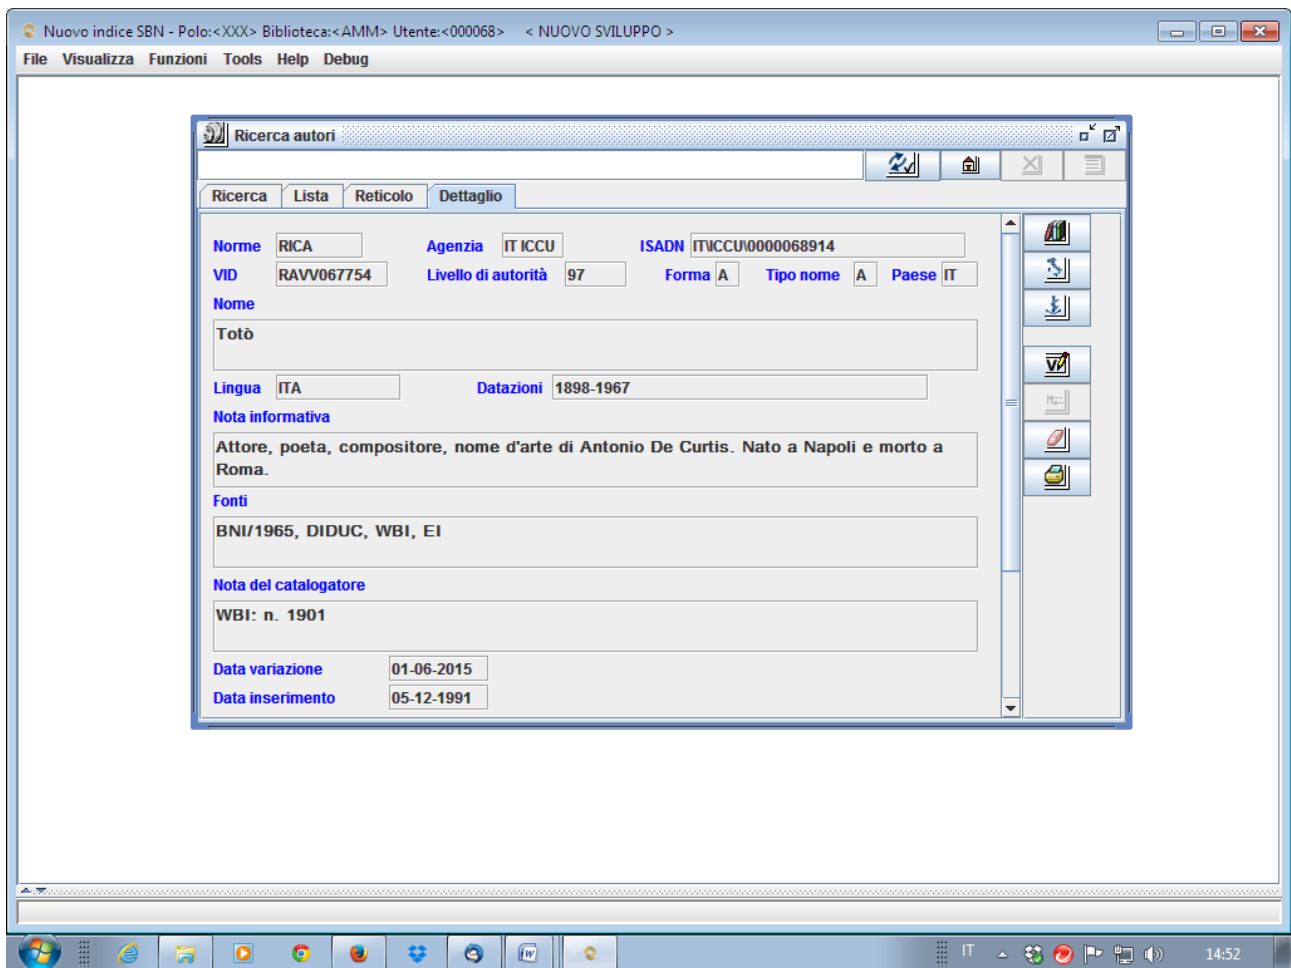 Nuovo indice SBN - Polo:<XXX> Biblioteca:<AMM> Utente:<000068> < NUOVO SVILUPPO >
File Visualizza Funzioni Tools Help Debug
Ricerca autori
Ricerca Lista Reticolo Dettaglio
Norme RICA Agenzia IT ICCU ISADN IT\ICCU\0000068914
VID RAVV067754 Livello di autorità 97 Forma A Tipo nome A Paese IT
Nome
Totò
Lingua ITA Datazioni 1898-1967
Nota informativa
Attore, poeta, compositore, nome d'arte di Antonio De Curtis. Nato a Napoli e morto a
Roma.
Fonti
BNI/1965, DIDUC, WBI, EI
Nota del catalogatore
WBI: n. 1901
Data variazione 01-06-2015
Data inserimento 05-12-1991
IT 14:52